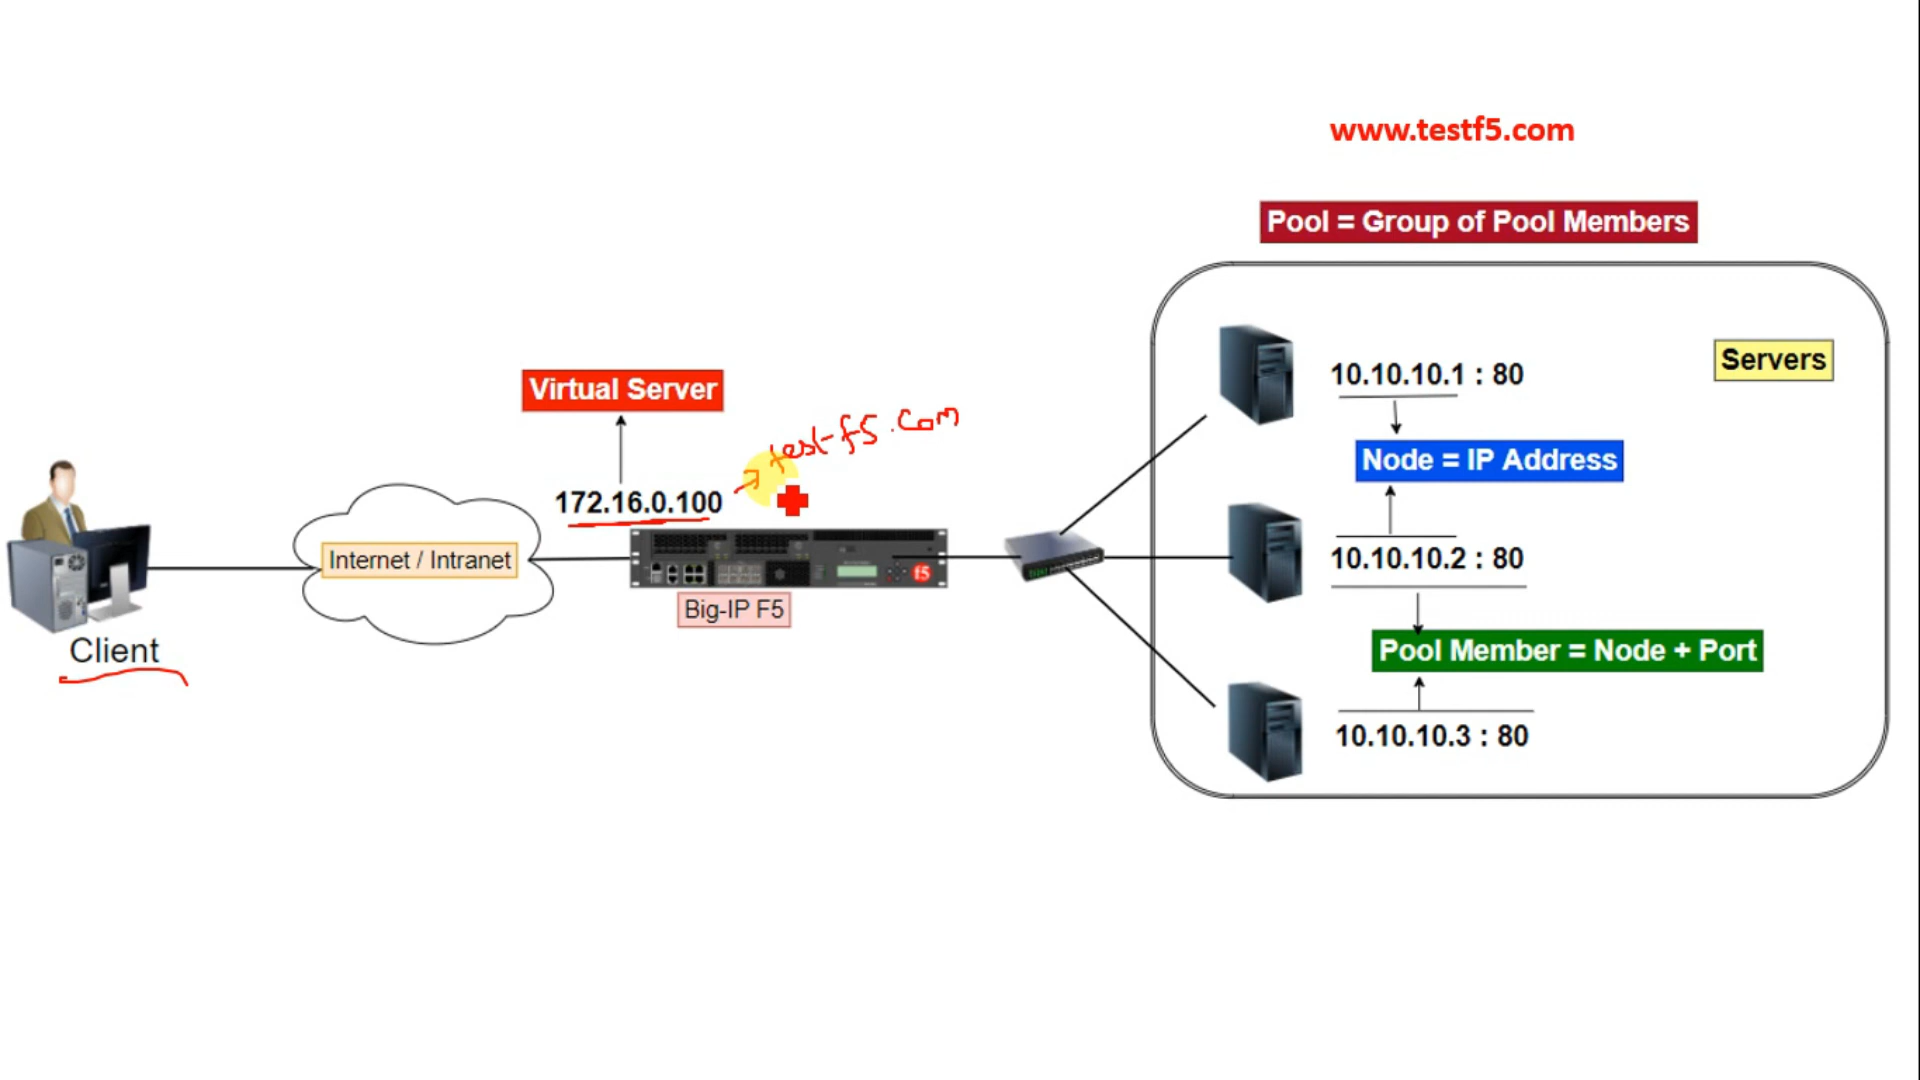 www.testf5.com
Pool = Group of Pool Members
Servers
10.10.10.1 : 80
Virtual Server
test-f5.com
Node = IP Address
172.16.0.100
Internet / Intranet
f5
10.10.10.2 : 80
Big-IP F5
Client
Pool Member = Node + Port
10.10.10.3 : 80